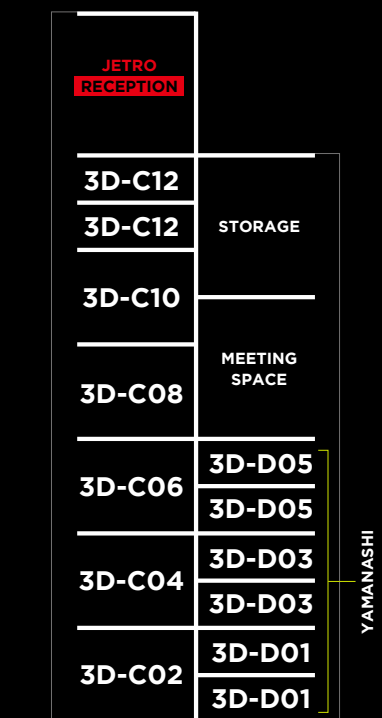 JETRO
RECEPTION
3D-C12
3D-C12
STORAGE
3D-C10
MEETING
SPACE
3D-C08
3D-D05
3D-C06
3D-D05
3D-D03
3D-C04
3D-D03
3D-D01
3D-C02
3D-D01
YAMANASHI